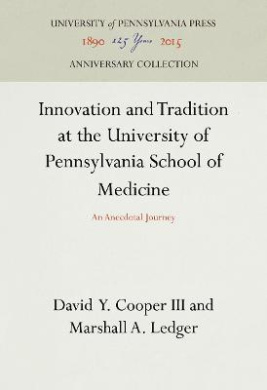 UNIVERSITY of PENNSYLVANIA PRESS
1890 125 Years 2015
ANNIVERSARY COLLECTION
Innovation and Tradition
at the University of
Pennsylvania School of
Medicine
An Anecdotal Journey
David Y. Cooper III and
Marshall A. Ledger